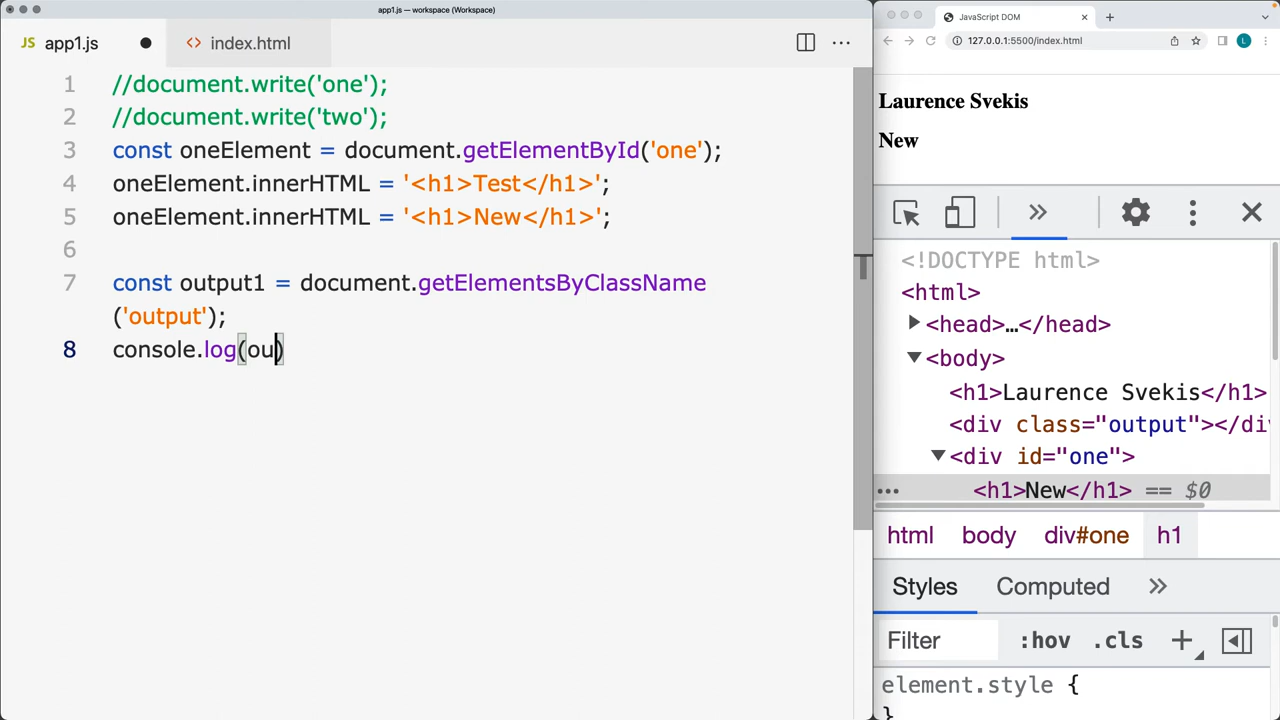 app1.js — workspace (Workspace)
JS app1.js
<> index.html
1 //document.write('one');
2 //document.write('two');
3 const oneElement = document.getElementById('one');
4 oneElement.innerHTML = '<h1>Test</h1>';
5 oneElement.innerHTML = '<h1>New</h1>';
6
7 const output1 = document.getElementsByClassName
('output');
8 console.log(ou)
JavaScript DOM
127.0.0.1:5500/index.html
L
Laurence Svekis
New
<!DOCTYPE html>
<html>
<head>…</head>
<body>
<h1>Laurence Svekis</h1>
<div class="output"></di
<div id="one">
<h1>New</h1> == $0
html body div#one h1
Styles Computed
Filter :hov .cls
element.style {
}